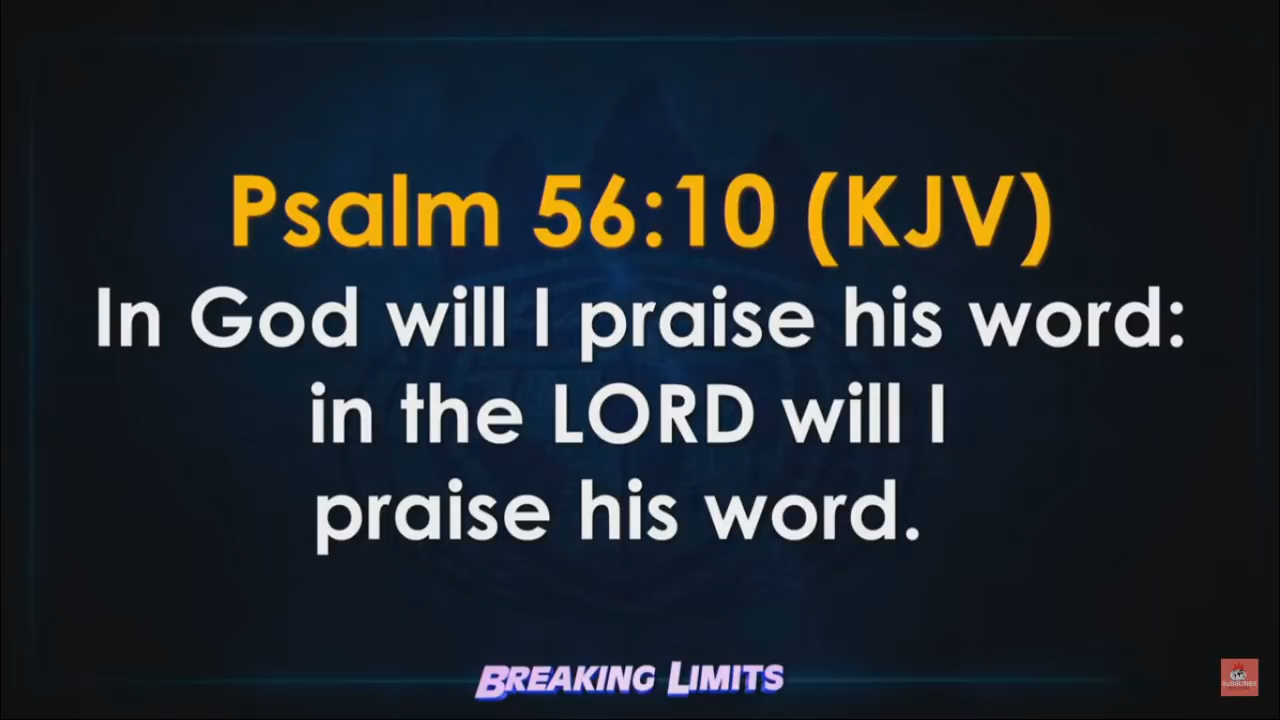 Psalm 56:10 (KJV)
In God will I praise his word:
in the LORD will I
praise his word.
BREAKING LIMITS
SUBSCRIBE